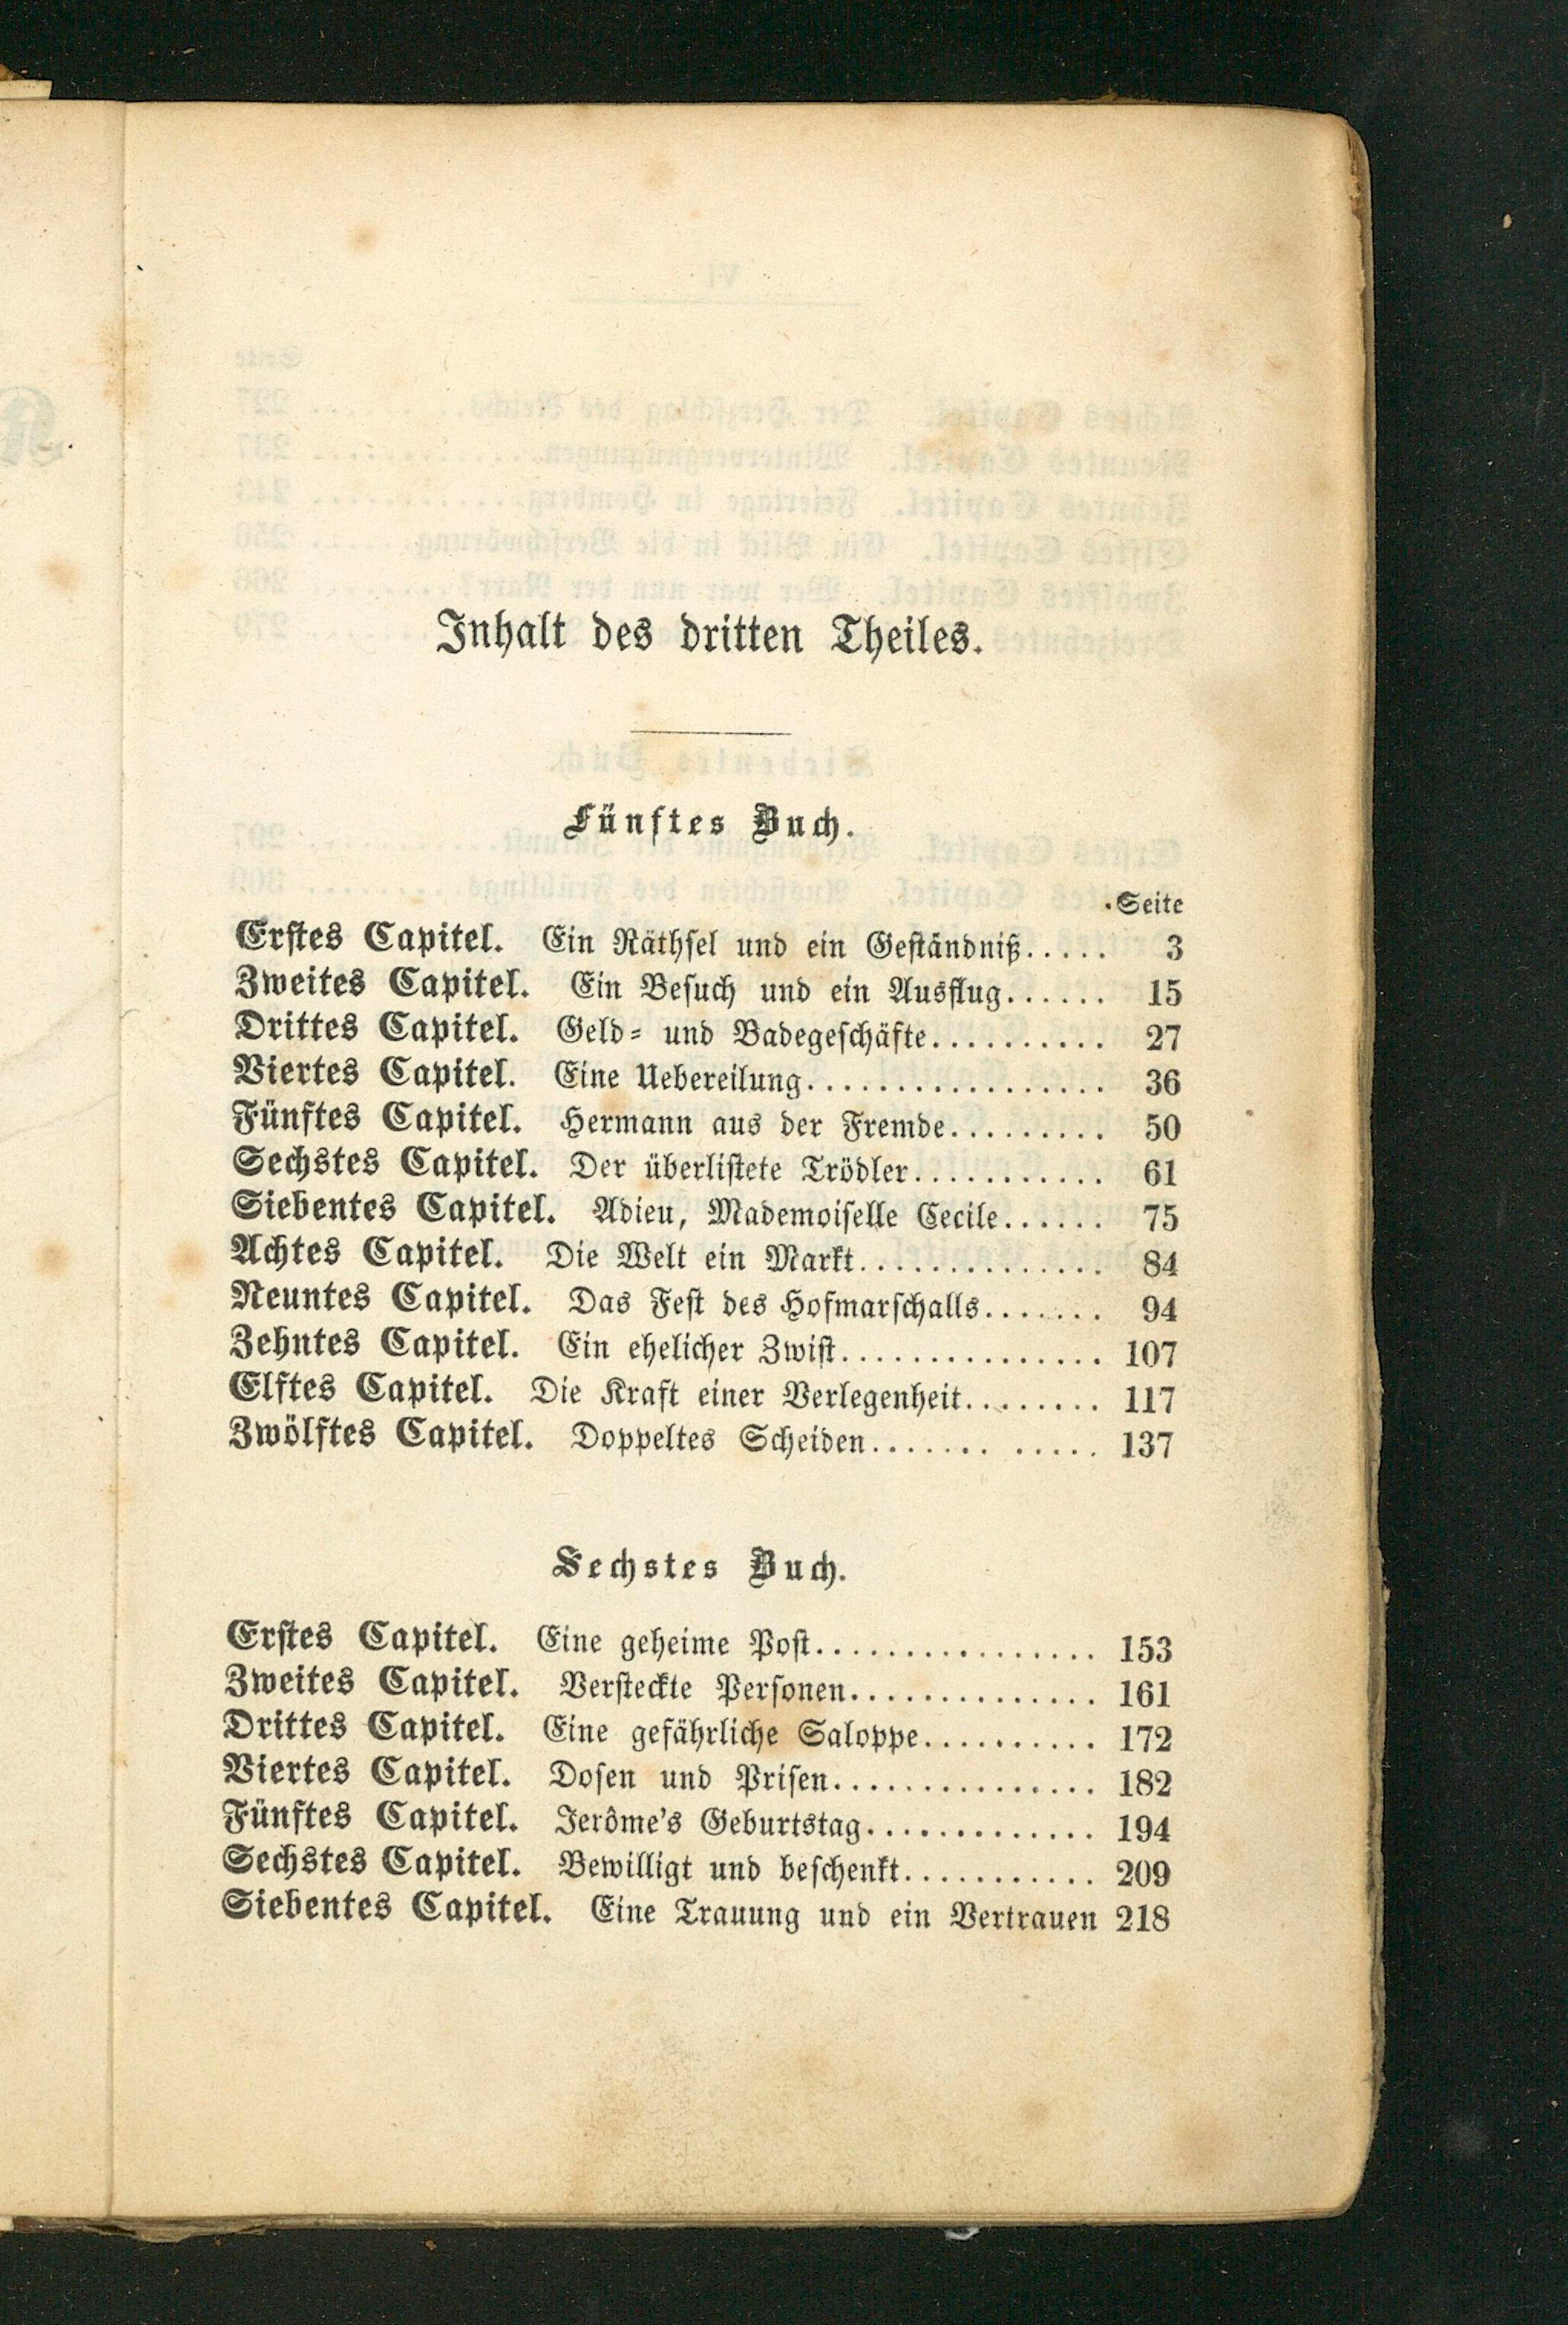 Inhalt des dritten Theiles.
Fünftes Buch.
Seite
Erstes Capitel. Ein Räthsel und ein Geständniß..... 3
Zweites Capitel. Ein Besuch und ein Ausflug...... 15
Drittes Capitel. Geld- und Badegeschäfte.......... 27
Viertes Capitel. Eine Uebereilung................. 36
Fünftes Capitel. Hermann aus der Fremde......... 50
Sechstes Capitel. Der überlistete Trödler........... 61
Siebentes Capitel. Adieu, Mademoiselle Cecile...... 75
Achtes Capitel. Die Welt ein Markt.............. 84
Neuntes Capitel. Das Fest des Hofmarschalls....... 94
Zehntes Capitel. Ein ehelicher Zwist............... 107
Elftes Capitel. Die Kraft einer Verlegenheit........ 117
Zwölftes Capitel. Doppeltes Scheiden....... ..... 137
Sechstes Buch.
Erstes Capitel. Eine geheime Post................ 153
Zweites Capitel. Versteckte Personen.............. 161
Drittes Capitel. Eine gefährliche Saloppe.......... 172
Viertes Capitel. Dosen und Prisen............... 182
Fünftes Capitel. Jerôme's Geburtstag............. 194
Sechstes Capitel. Bewilligt und beschenkt........... 209
Siebentes Capitel. Eine Trauung und ein Vertrauen 218